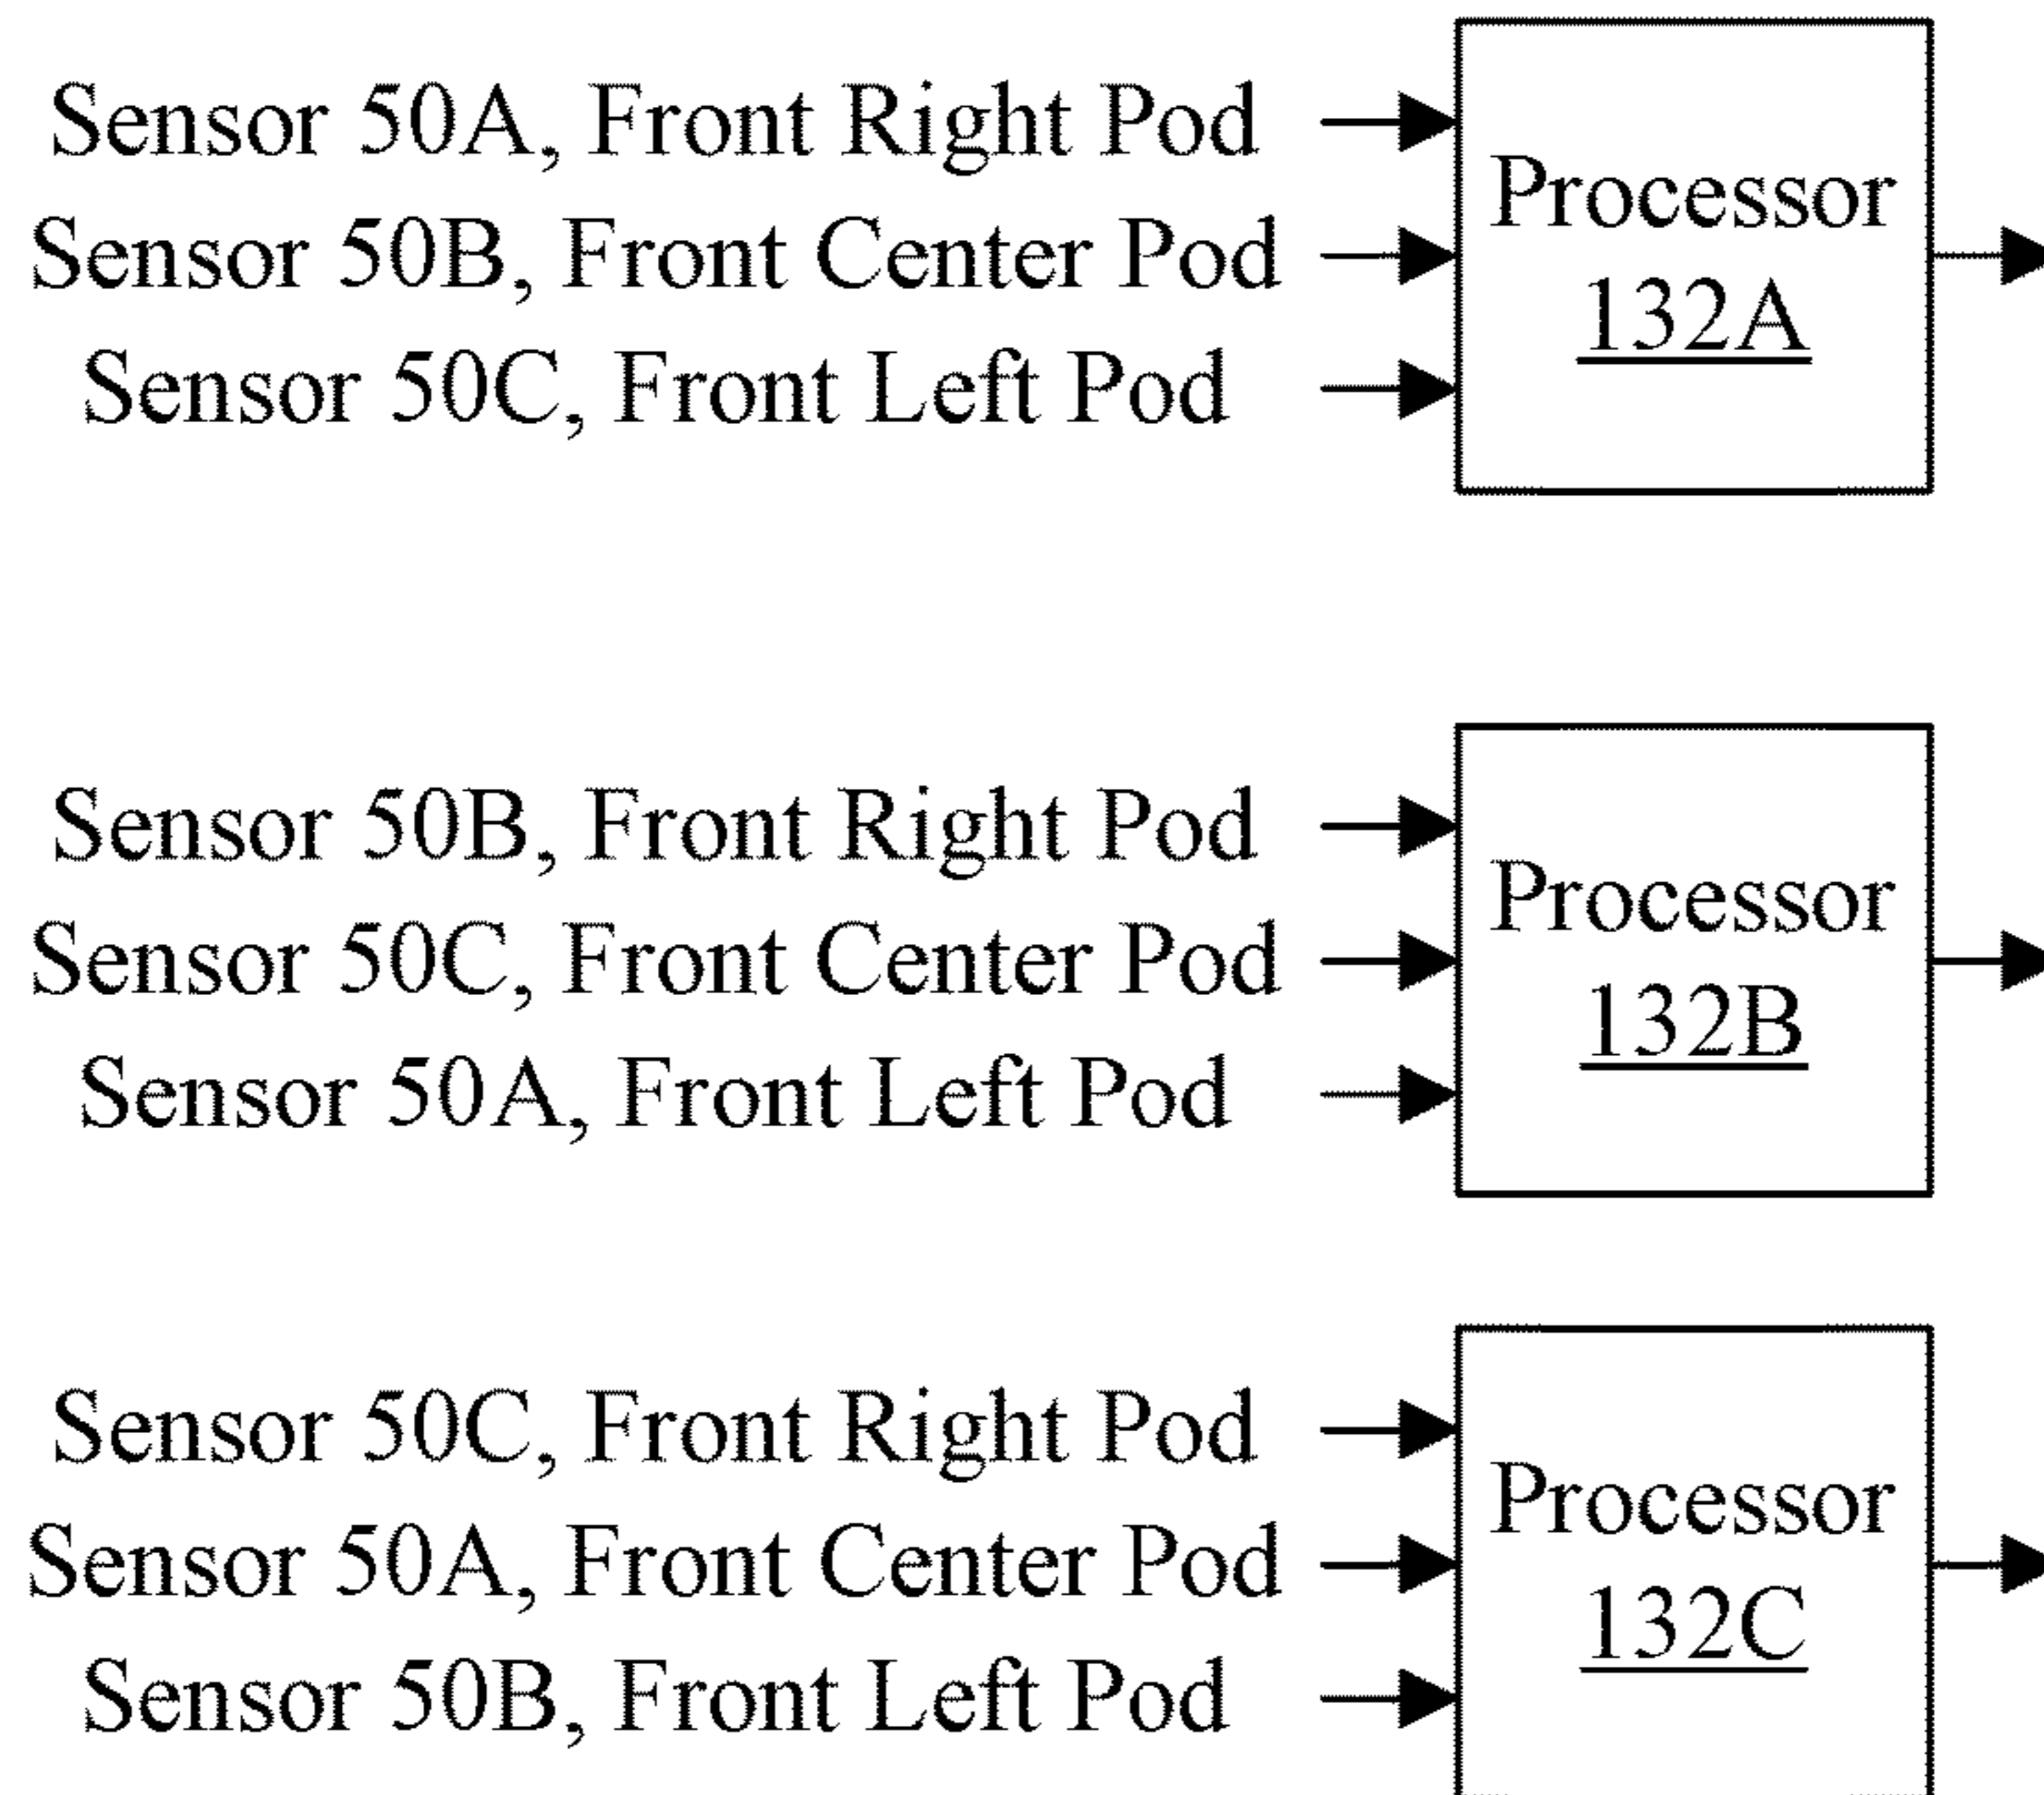 Sensor 50A, Front Right Pod
Sensor 50B, Front Center Pod
Sensor 50C, Front Left Pod
Processor
132A
Sensor 50B, Front Right Pod
Sensor 50C, Front Center Pod
Sensor 50A, Front Left Pod
Processor
132B
Sensor 50C, Front Right Pod
Sensor 50A, Front Center Pod
Sensor 50B, Front Left Pod
Processor
132C